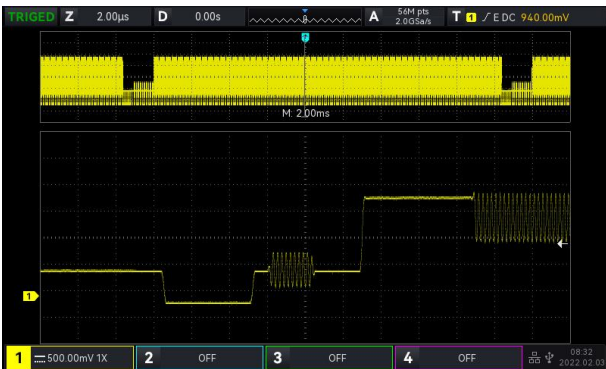 TRIGED Z 2.00μs D 0.00s A 56M pts 2.0GSa/s T 1 E DC 940.00mV
M: 2.00ms
1
1 500.00mV 1X 2 OFF 3 OFF 4 OFF 08:32
2022.02.03